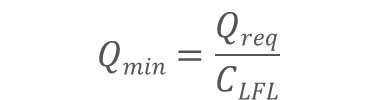 Q_min = Q_req / C_LFL